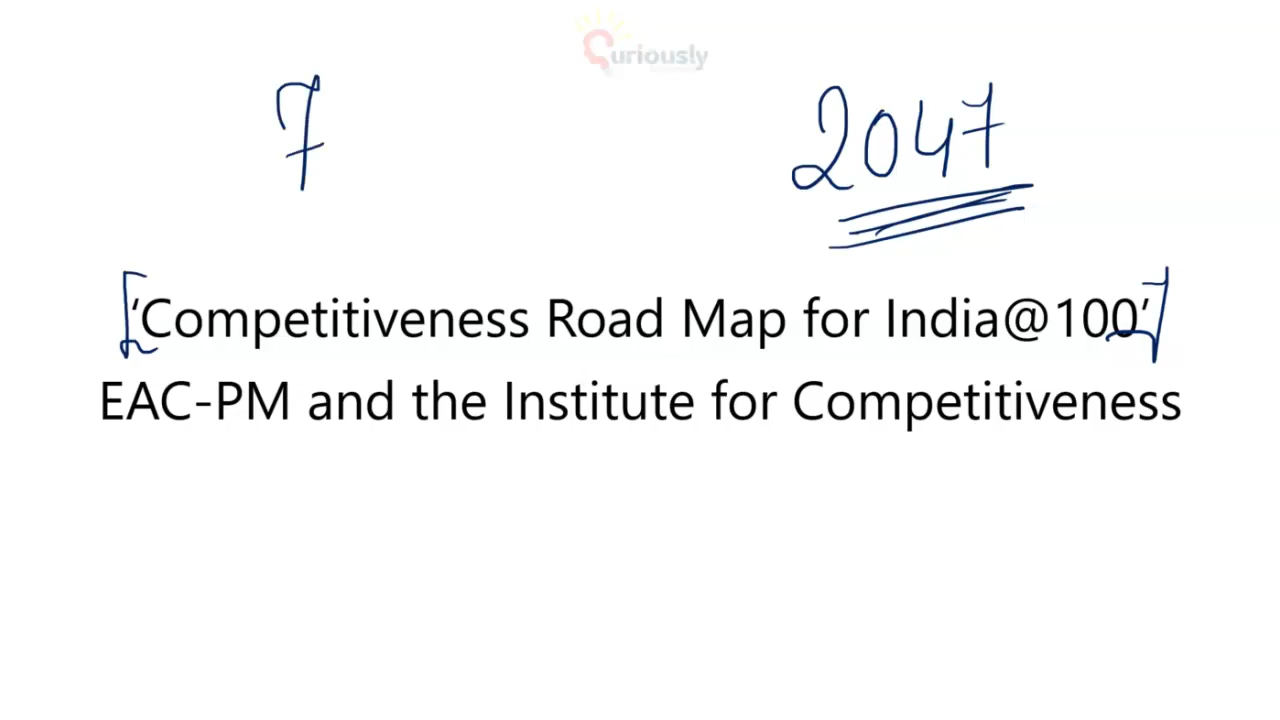 Curiously
7 2047
‘Competitiveness Road Map for India@100’
EAC-PM and the Institute for Competitiveness